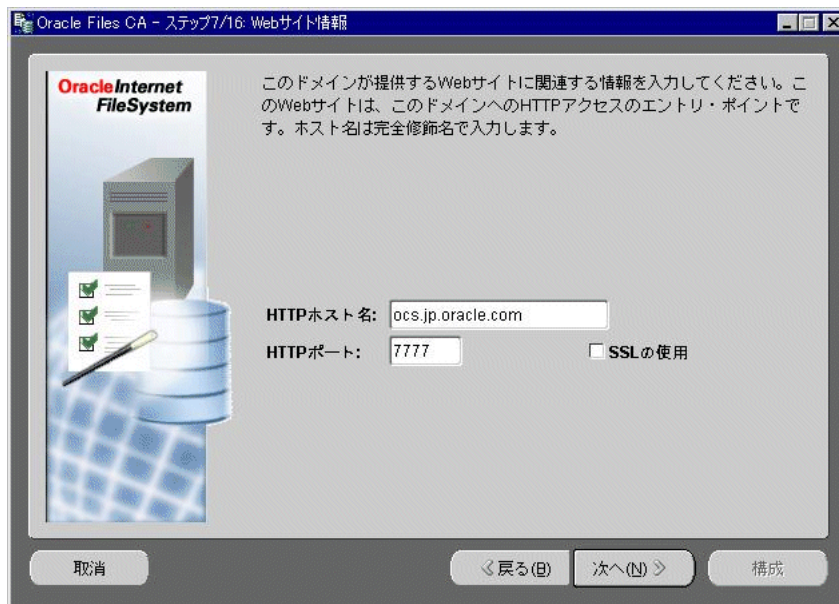 Oracle Files CA - ステップ7/16: Webサイト情報
OracleInternet
FileSystem
このドメインが提供するWebサイトに関連する情報を入力してください。こ
のWebサイトは、このドメインへのHTTPアクセスのエントリ・ポイントで
す。ホスト名は完全修飾名で入力します。
HTTPホスト名: ocs.jp.oracle.com
HTTPポート: 7777 SSLの使用
取消 戻る(B) 次へ(N) 構成